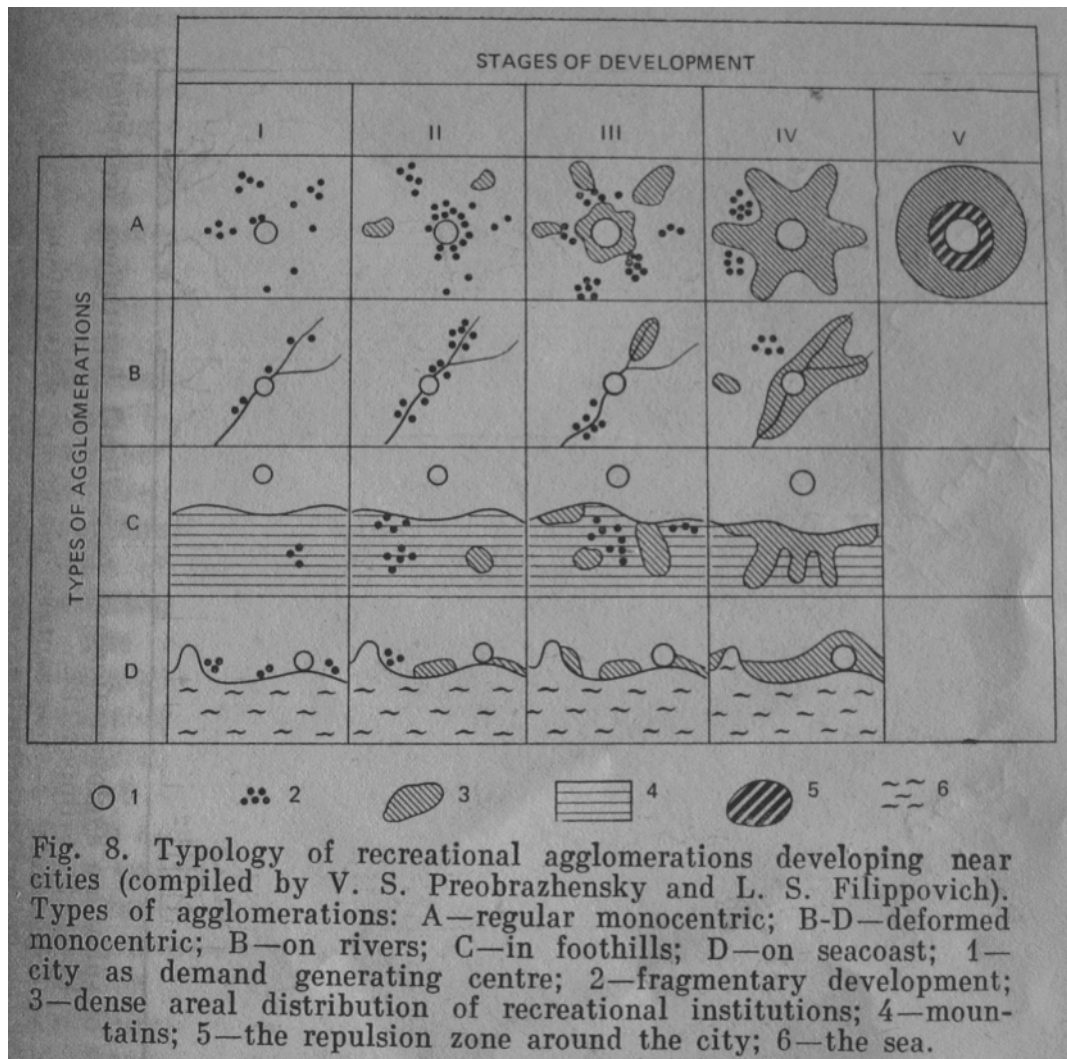 STAGES OF DEVELOPMENT
I II III IV V
TYPES OF AGGLOMERATIONS
A
B
C
D
1 2 3 4 5 6
Fig. 8. Typology of recreational agglomerations developing near
cities (compiled by V. S. Preobrazhensky and L. S. Filippovich).
Types of agglomerations: A—regular monocentric; B-D—deformed
monocentric; B—on rivers; C—in foothills; D—on seacoast; 1—
city as demand generating centre; 2—fragmentary development;
3—dense areal distribution of recreational institutions; 4—moun-
tains; 5—the repulsion zone around the city; 6—the sea.